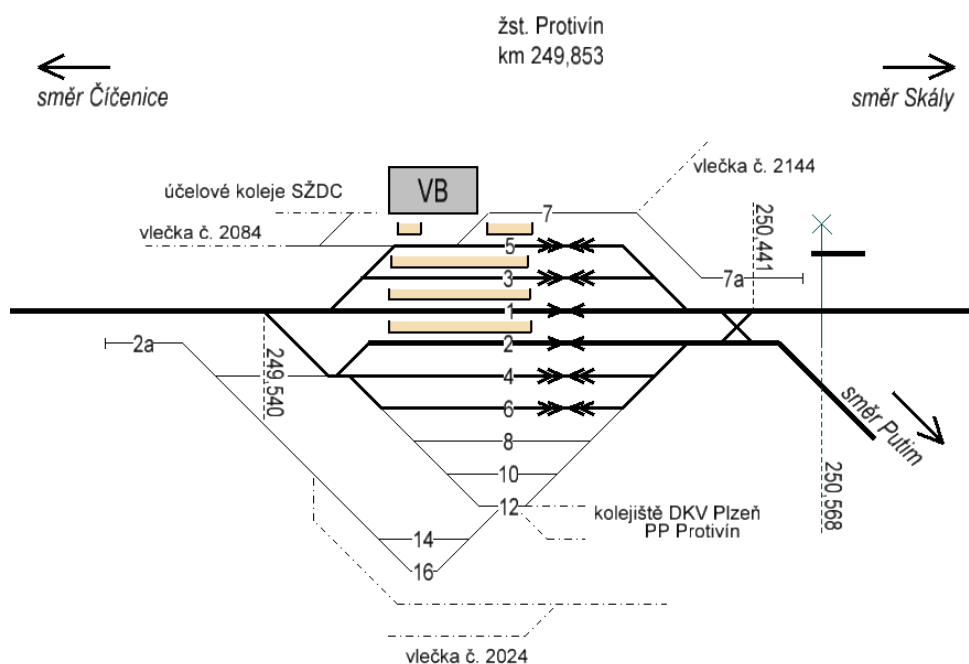 žst. Protivín
km 249,853
směr Číčenice
směr Skály
vlečka č. 2144
účelové koleje SŽDC
VB
7
vlečka č. 2084
250,441
5
3
7a
1
2a
2
249,540
4
směr Putim
6
8
10
250,568
12
kolejiště DKV Plzeň
PP Protivín
14
16
vlečka č. 2024